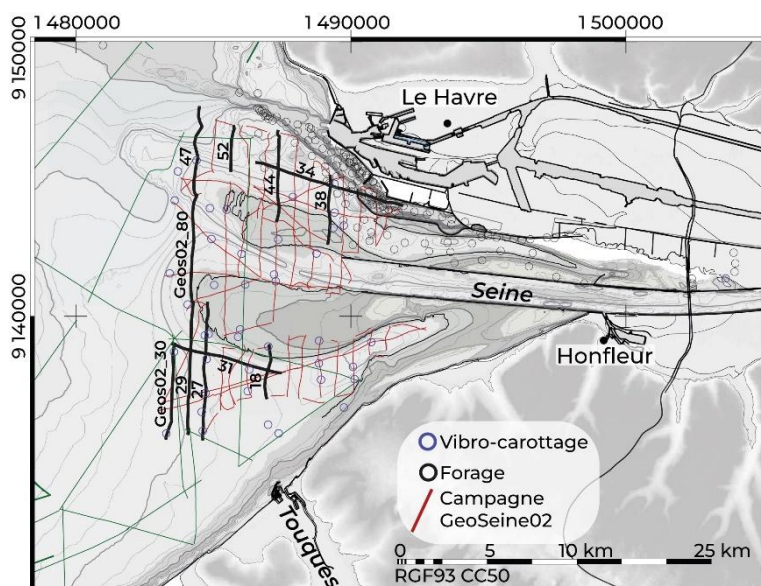 1 480000
1 490000
1 500000
9 150000
Le Havre
47
52
34
44
38
Geos02_80
Seine
9 140000
Honfleur
Geos02_30
29
27
31
18
Vibro-carottage
Forage
Campagne
GeoSeine02
Touques
0 5 10 km 25 km
RGF93 CC50